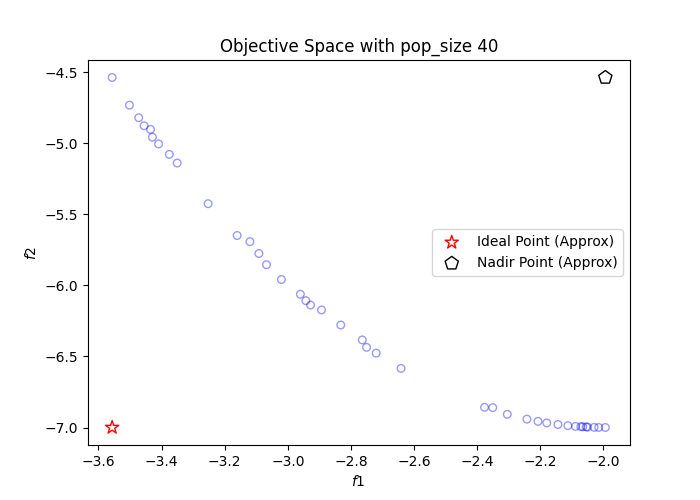 Objective Space with pop_size 40
−4.5
−5.0
−5.5
−6.0
−6.5
−7.0
f2
Ideal Point (Approx)
Nadir Point (Approx)
−3.6 −3.4 −3.2 −3.0 −2.8 −2.6 −2.4 −2.2 −2.0
f1